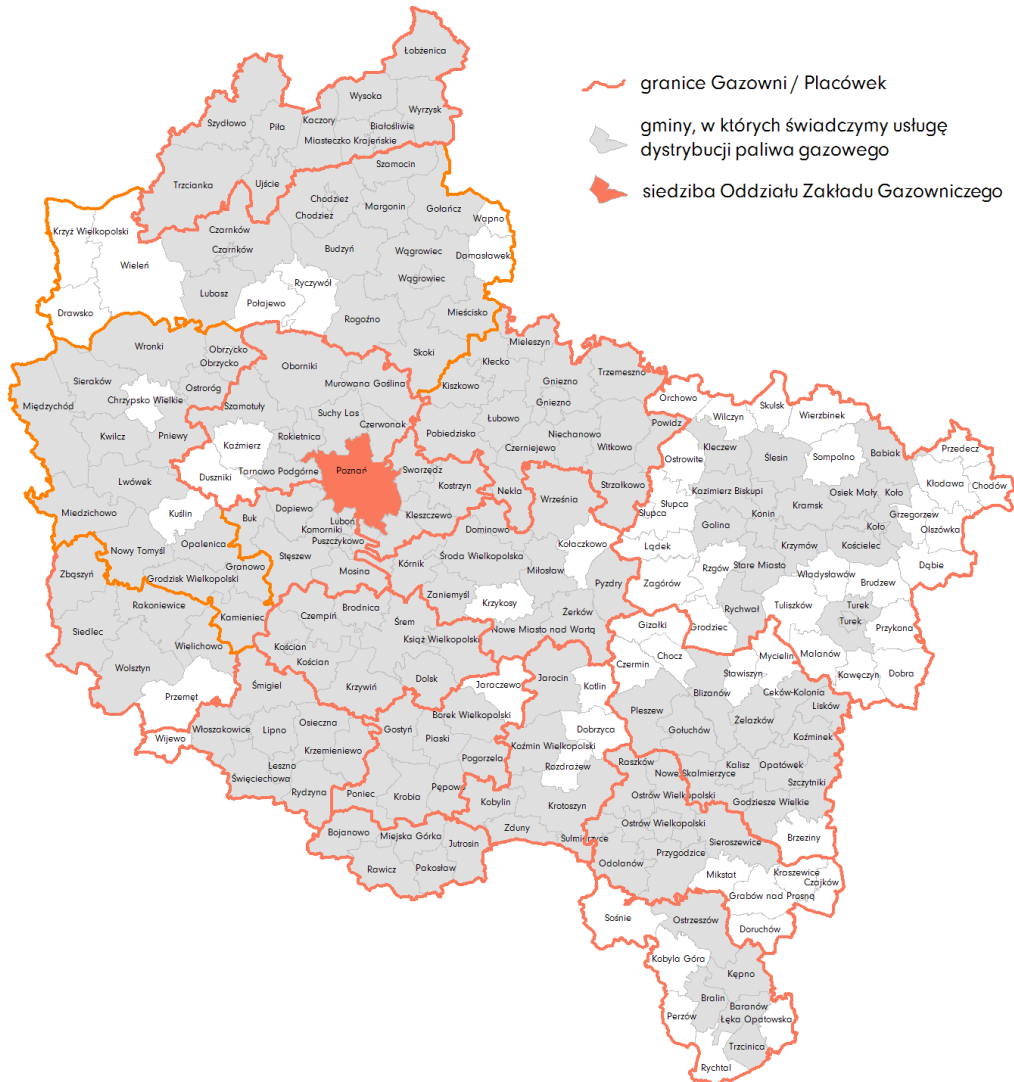 granice Gazowni / Placówek
gminy, w których świadczymy usługę
dystrybucji paliwa gazowego
siedziba Oddziału Zakładu Gazowniczego
Łobżenica
Wysoka
Wyrzysk
Szydłowo
Piła
Kaczory
Białośliwie
Miasteczko Krajeńskie
Szamocin
Trzcianka
Ujście
Chodzież
Chodzież
Margonin
Gołańcz
Wapno
Krzyż Wielkopolski
Czarnków
Czarnków
Budzyń
Wągrowiec
Damasławek
Wieleń
Wągrowiec
Lubasz
Połajewo
Ryczywół
Drawsko
Rogoźno
Mieścisko
Wronki
Obrzycko
Obrzycko
Skoki
Mieleszyn
Kłecko
Sieraków
Ostroróg
Oborniki
Murowana Goślina
Kiszkowo
Gniezno
Gniezno
Trzemeszno
Międzychód
Chrzypsko Wielkie
Szamotuły
Suchy Las
Czerwonak
Łubowo
Orchowo
Wilczyn
Skulsk
Wierzbinek
Kwilcz
Pniewy
Kaźmierz
Rokietnica
Pobiedziska
Niechanowo
Czerniejewo
Witkowo
Powidz
Kleczew
Ślesin
Sompolno
Babiak
Przedecz
Lwówek
Duszniki
Tarnowo Podgórne
Poznań
Swarzędz
Kostrzyn
Nekla
Września
Strzałkowo
Ostrowite
Kłodawa
Chodów
Miedzichowo
Kuślin
Buk
Dopiewo
Luboń
Komorniki
Puszczykowo
Kleszczewo
Dominowo
Słupca
Słupca
Kazimierz Biskupi
Konin
Kramsk
Osiek Mały
Koło
Koło
Grzegorzew
Olszówka
Nowy Tomyśl
Opalenica
Stęszew
Mosina
Kórnik
Środa Wielkopolska
Kołaczkowo
Miłosław
Lądek
Golina
Krzymów
Kościelec
Dąbie
Zbąszyń
Granowo
Grodzisk Wielkopolski
Zaniemyśl
Krzykosy
Pyzdry
Zagórów
Rzgów
Stare Miasto
Władysławów
Brudzew
Rakoniewice
Kamieniec
Czempiń
Brodnica
Śrem
Żerków
Rychwał
Tuliszków
Turek
Turek
Przykona
Siedlec
Wielichowo
Kościan
Kościan
Książ Wielkopolski
Nowe Miasto nad Wartą
Gizałki
Grodziec
Malanów
Kawęczyn
Dobra
Wolsztyn
Przemęt
Śmigiel
Krzywiń
Dolsk
Jaraczewo
Jarocin
Kotlin
Czermin
Chocz
Stawiszyn
Mycielin
Blizanów
Ceków-Kolonia
Lisków
Wijewo
Włoszakowice
Lipno
Osieczna
Gostyń
Borek Wielkopolski
Piaski
Dobrzyca
Pleszew
Gołuchów
Żelazków
Koźminek
Krzemieniewo
Leszno
Święciechowa
Rydzyna
Poniec
Krobia
Pogorzela
Pępowo
Koźmin Wielkopolski
Rozdrażew
Raszków
Nowe Skalmierzyce
Kalisz
Opatówek
Szczytniki
Kobylin
Krotoszyn
Ostrów Wielkopolski
Godziesze Wielkie
Bojanowo
Miejska Górka
Jutrosin
Zduny
Sulmierzyce
Ostrów Wielkopolski
Sieroszewice
Brzeziny
Rawicz
Pakosław
Odolanów
Przygodzice
Mikstat
Kraszewice
Czajków
Grabów nad Prosną
Sośnie
Ostrzeszów
Doruchów
Kobyla Góra
Kępno
Bralin
Baranów
Perzów
Łęka Opatowska
Trzcinica
Rychtal